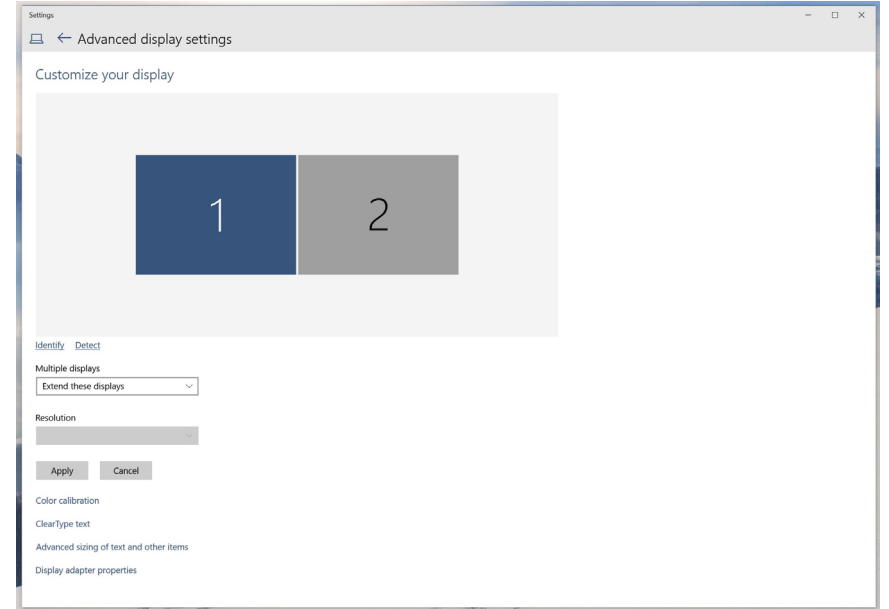 Settings
Advanced display settings
Customize your display
1 2
Identify Detect
Multiple displays
Extend these displays
Resolution
Apply Cancel
Color calibration
ClearType text
Advanced sizing of text and other items
Display adapter properties